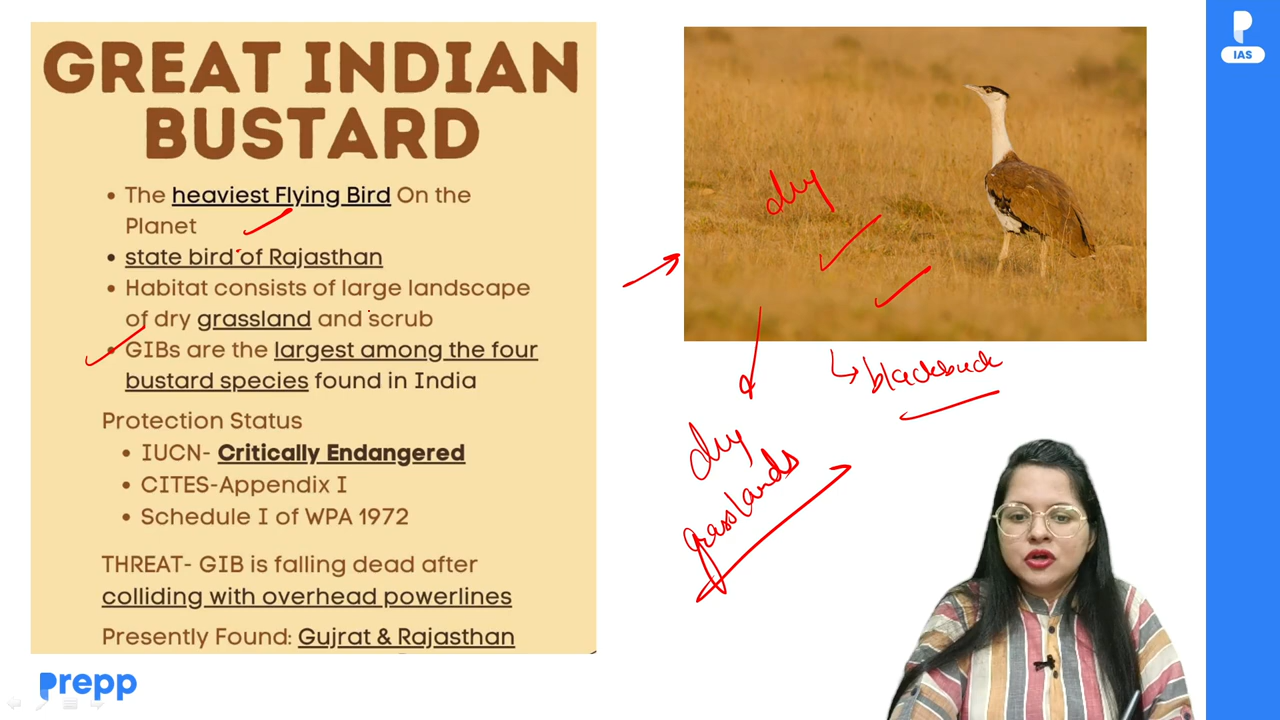 GREAT INDIAN
BUSTARD
• The heaviest Flying Bird On the
Planet
• state bird of Rajasthan
• Habitat consists of large landscape
of dry grassland and scrub
• GIBs are the largest among the four
bustard species found in India
Protection Status
• IUCN- Critically Endangered
• CITES-Appendix I
• Schedule I of WPA 1972
THREAT- GIB is falling dead after
colliding with overhead powerlines
Presently Found: Gujrat & Rajasthan
dry
blackbuck
dry
grasslands
IAS
prepp